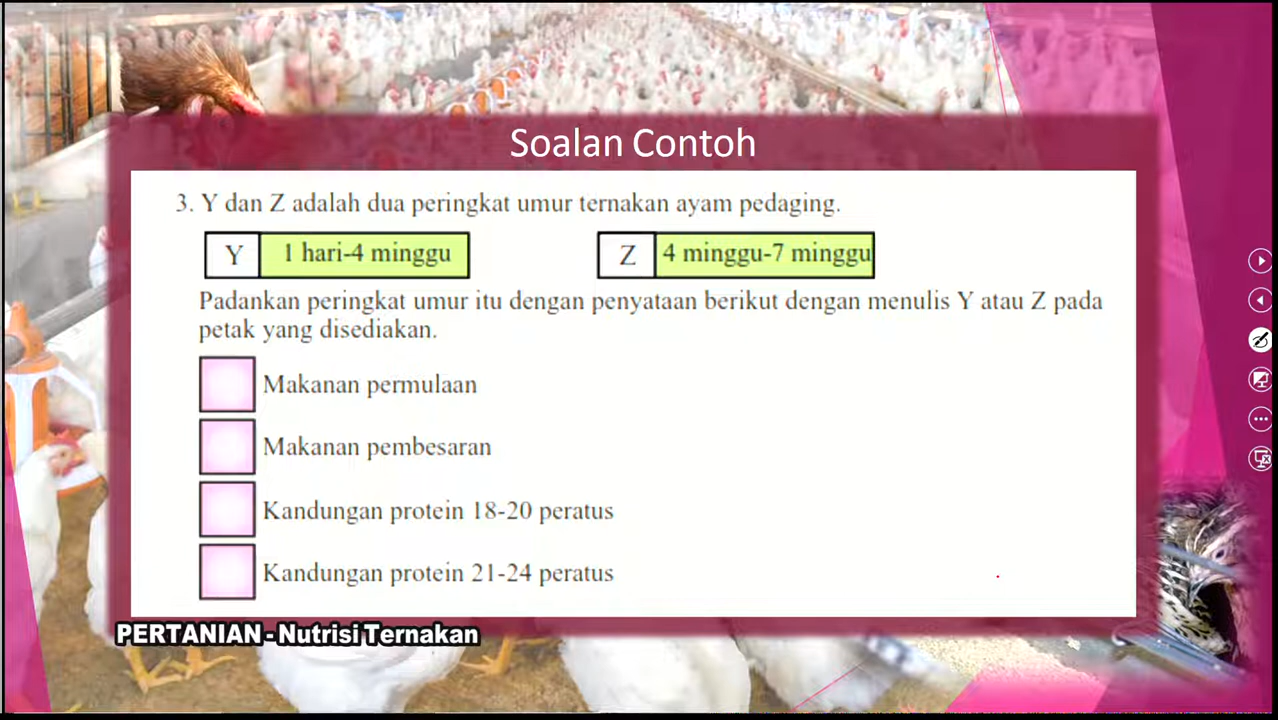 Soalan Contoh
3. Y dan Z adalah dua peringkat umur ternakan ayam pedaging.
Y 1 hari-4 minggu Z 4 minggu-7 minggu
Padankan peringkat umur itu dengan penyataan berikut dengan menulis Y atau Z pada
petak yang disediakan.
Makanan permulaan
Makanan pembesaran
Kandungan protein 18-20 peratus
Kandungan protein 21-24 peratus
PERTANIAN - Nutrisi Ternakan